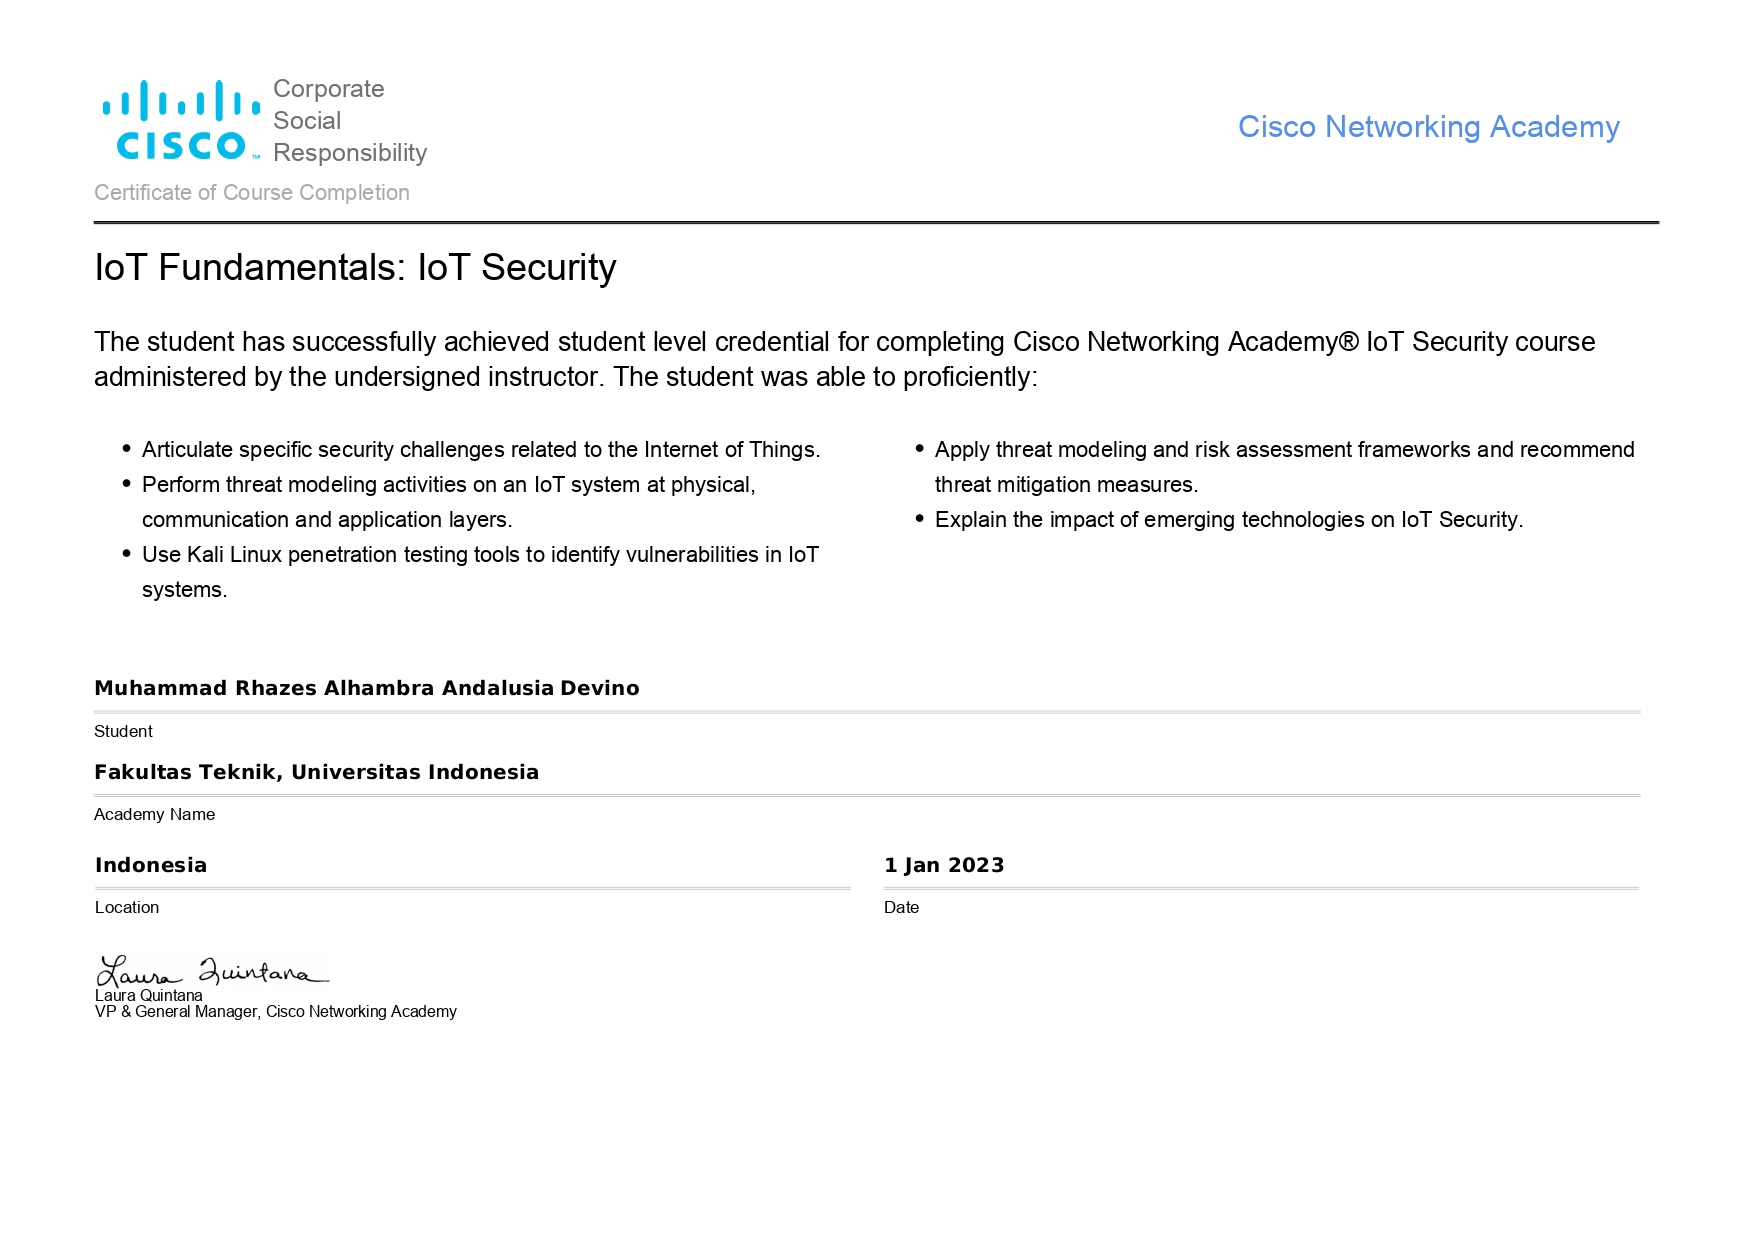 CISCO ™
Corporate
Social
Responsibility
Cisco Networking Academy
Certificate of Course Completion
IoT Fundamentals: IoT Security
The student has successfully achieved student level credential for completing Cisco Networking Academy® IoT Security course
administered by the undersigned instructor. The student was able to proficiently:
• Articulate specific security challenges related to the Internet of Things.
• Perform threat modeling activities on an IoT system at physical,
communication and application layers.
• Use Kali Linux penetration testing tools to identify vulnerabilities in IoT
systems.
• Apply threat modeling and risk assessment frameworks and recommend
threat mitigation measures.
• Explain the impact of emerging technologies on IoT Security.
Muhammad Rhazes Alhambra Andalusia Devino
Student
Fakultas Teknik, Universitas Indonesia
Academy Name
Indonesia
Location
1 Jan 2023
Date
Laura Quintana
Laura Quintana
VP & General Manager, Cisco Networking Academy